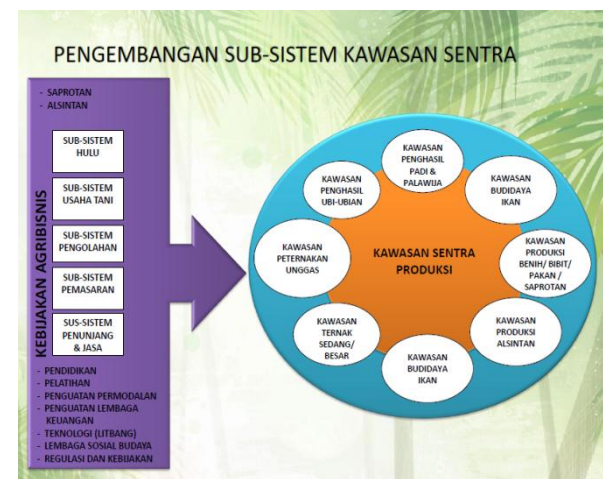 PENGEMBANGAN SUB-SISTEM KAWASAN SENTRA
- SAPROTAN
- ALSINTAN
KEBIJAKAN AGRIBISNIS
SUB-SISTEM
HULU
SUB-SISTEM
USAHA TANI
SUB-SISTEM
PENGOLAHAN
SUB-SISTEM
PEMASARAN
SUS-SISTEM
PENUNJANG
& JASA
- PENDIDIKAN
- PELATIHAN
- PENGUATAN PERMODALAN
- PENGUATAN LEMBAGA
KEUANGAN
- TEKNOLOGI (LITBANG)
- LEMBAGA SOSIAL BUDAYA
- REGULASI DAN KEBIJAKAN
KAWASAN
PENGHASIL
PADI &
PALAWIJA
KAWASAN
BUDIDAYA
IKAN
KAWASAN
PRODUKSI
BENIH/ BIBIT/
PAKAN /
SAPROTAN
KAWASAN
PRODUKSI
ALSINTAN
KAWASAN
BUDIDAYA
IKAN
KAWASAN
TERNAK
SEDANG/
BESAR
KAWASAN
PETERNAKAN
UNGGAS
KAWASAN
PENGHASIL
UBI-UBIAN
KAWASAN SENTRA
PRODUKSI